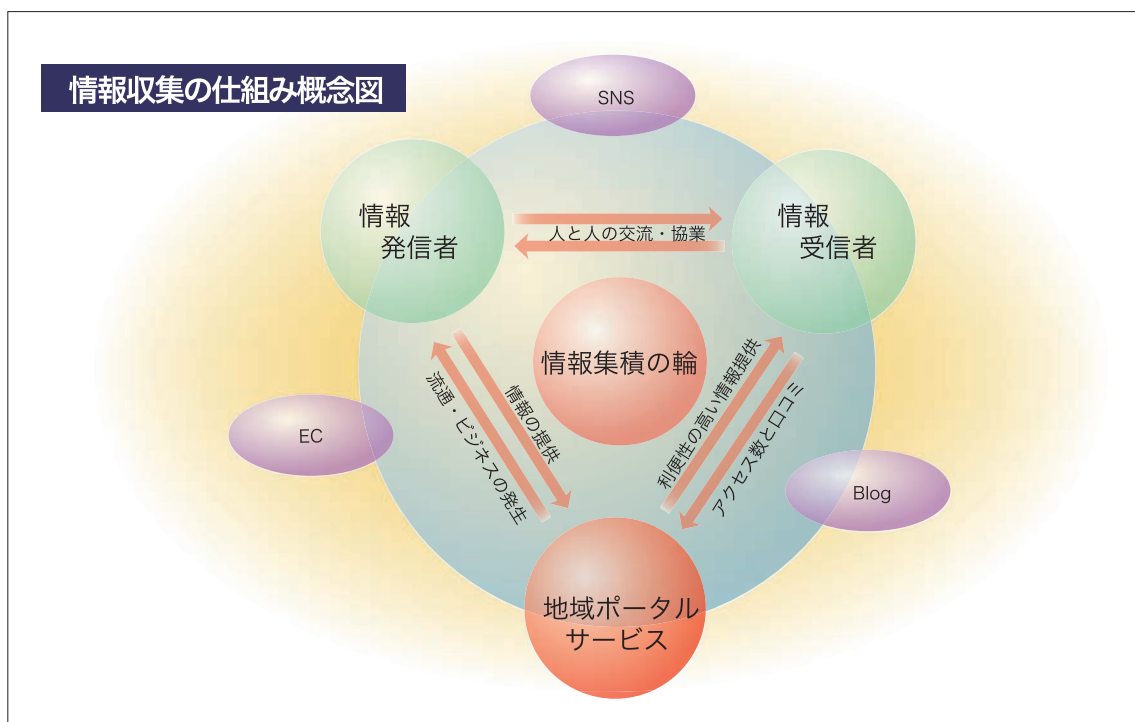 情報収集の仕組み概念図
SNS
情報
発信者
情報
受信者
人と人の交流・協業
情報集積の輪
流通・ビジネスの発生
情報の提供
利便性の高い情報提供
アクセス数と口コミ
EC
Blog
地域ポータル
サービス